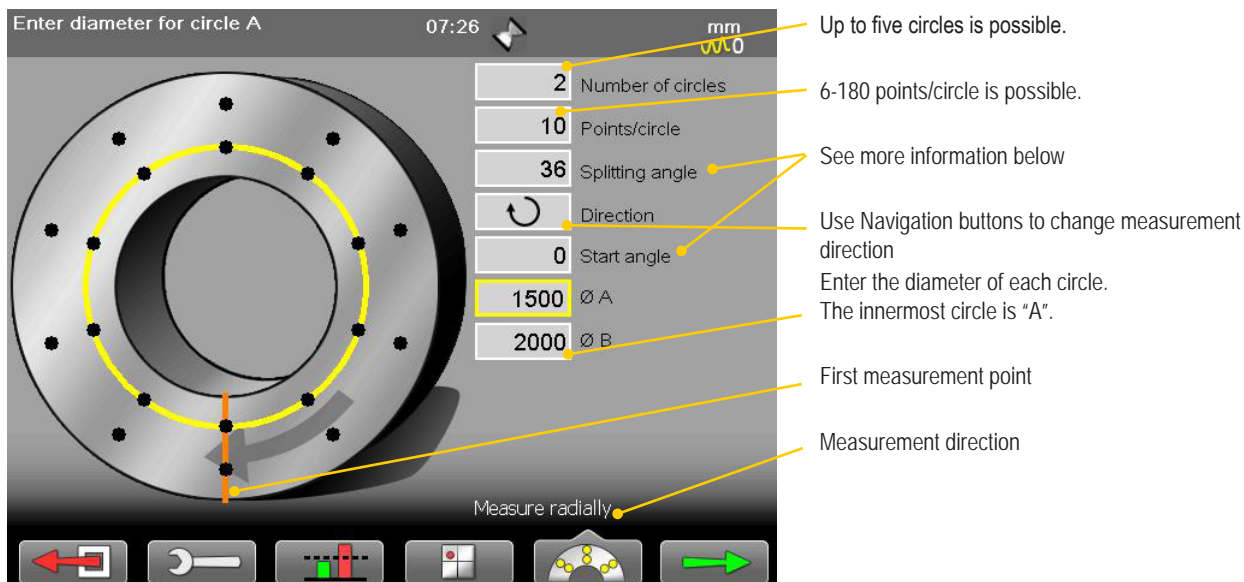 Enter diameter for circle A
07:26
mm
0
2 Number of circles
10 Points/circle
36 Splitting angle
Direction
0 Start angle
1500 Ø A
2000 Ø B
Measure radially
Up to five circles is possible.
6-180 points/circle is possible.
See more information below
Use Navigation buttons to change measurement
direction
Enter the diameter of each circle.
The innermost circle is “A”.
First measurement point
Measurement direction